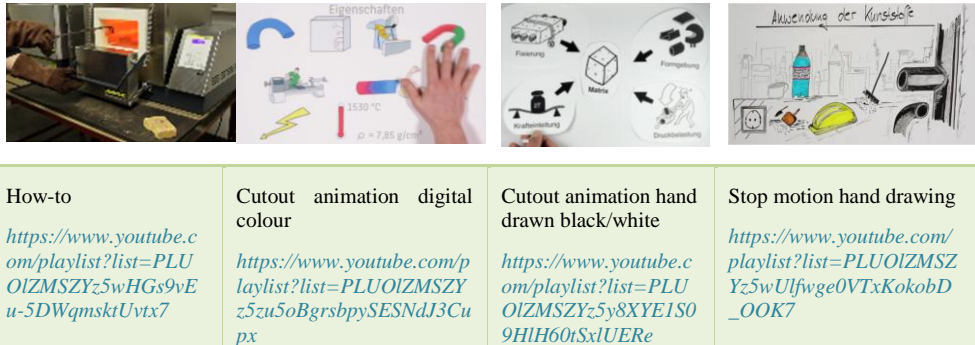 Eigenschaften
1530 °C
ρ = 7,85 g/cm³
Fixierung
Formgebung
Matrix
Krafteinleitung
Druckbelastung
Anwendung der Kunststoffe
How-to
https://www.youtube.c
om/playlist?list=PLU
OlZMSZYz5wHGs9vE
u-5DWqmsktUvtx7
Cutout animation digital
colour
https://www.youtube.com/p
laylist?list=PLUOlZMSZY
z5zu5oBgrsbpySESNdJ3Cu
px
Cutout animation hand
drawn black/white
https://www.youtube.c
om/playlist?list=PLU
OlZMSZYz5y8XYE1S0
9HlH60tSxlUERe
Stop motion hand drawing
https://www.youtube.com/
playlist?list=PLUOlZMSZ
Yz5wUlfwge0VTxKokobD
_OOK7